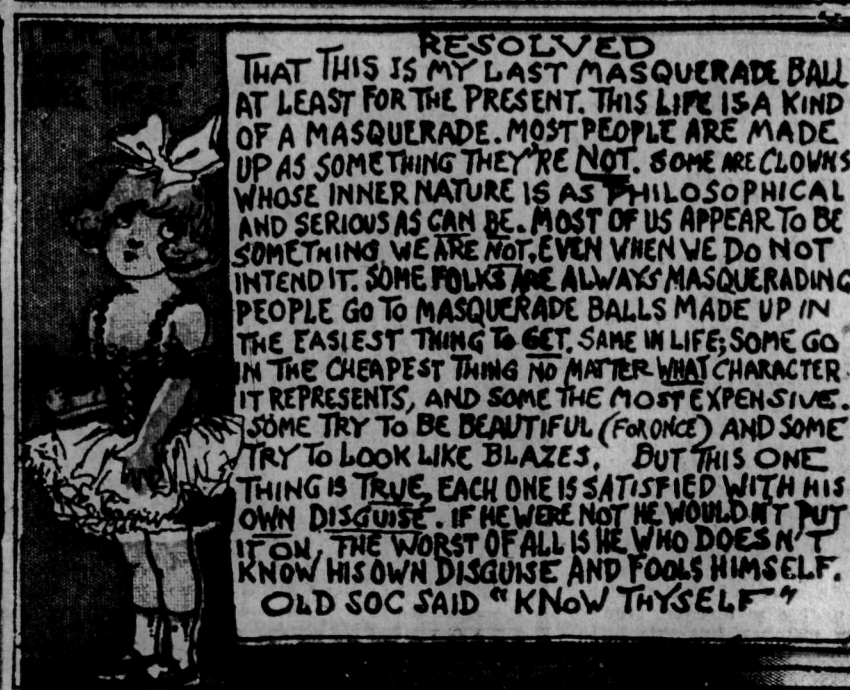 RESOLVED
THAT THIS IS MY LAST MASQUERADE BALL
AT LEAST FOR THE PRESENT. THIS LIFE IS A KIND
OF A MASQUERADE. MOST PEOPLE ARE MADE
UP AS SOMETHING THEY'RE NOT. SOME ARE CLOWNS
WHOSE INNER NATURE IS AS PHILOSOPHICAL
AND SERIOUS AS CAN BE. MOST OF US APPEAR TO BE
SOMETHING WE ARE NOT, EVEN WHEN WE DO NOT
INTEND IT. SOME FOLKS ARE ALWAYS MASQUERADING
PEOPLE GO TO MASQUERADE BALLS MADE UP IN
THE EASIEST THING TO GET. SAME IN LIFE; SOME GO
IN THE CHEAPEST THING NO MATTER WHAT CHARACTER
IT REPRESENTS, AND SOME THE MOST EXPENSIVE.
SOME TRY TO BE BEAUTIFUL (FOR ONCE) AND SOME
TRY TO LOOK LIKE BLAZES. BUT THIS ONE
THING IS TRUE, EACH ONE IS SATISFIED WITH HIS
OWN DISGUISE. IF HE WERE NOT HE WOULDN'T PUT
IT ON. THE WORST OF ALL IS HE WHO DOESN'T
KNOW HIS OWN DISGUISE AND FOOLS HIMSELF.
OLD SOC SAID "KNOW THYSELF"